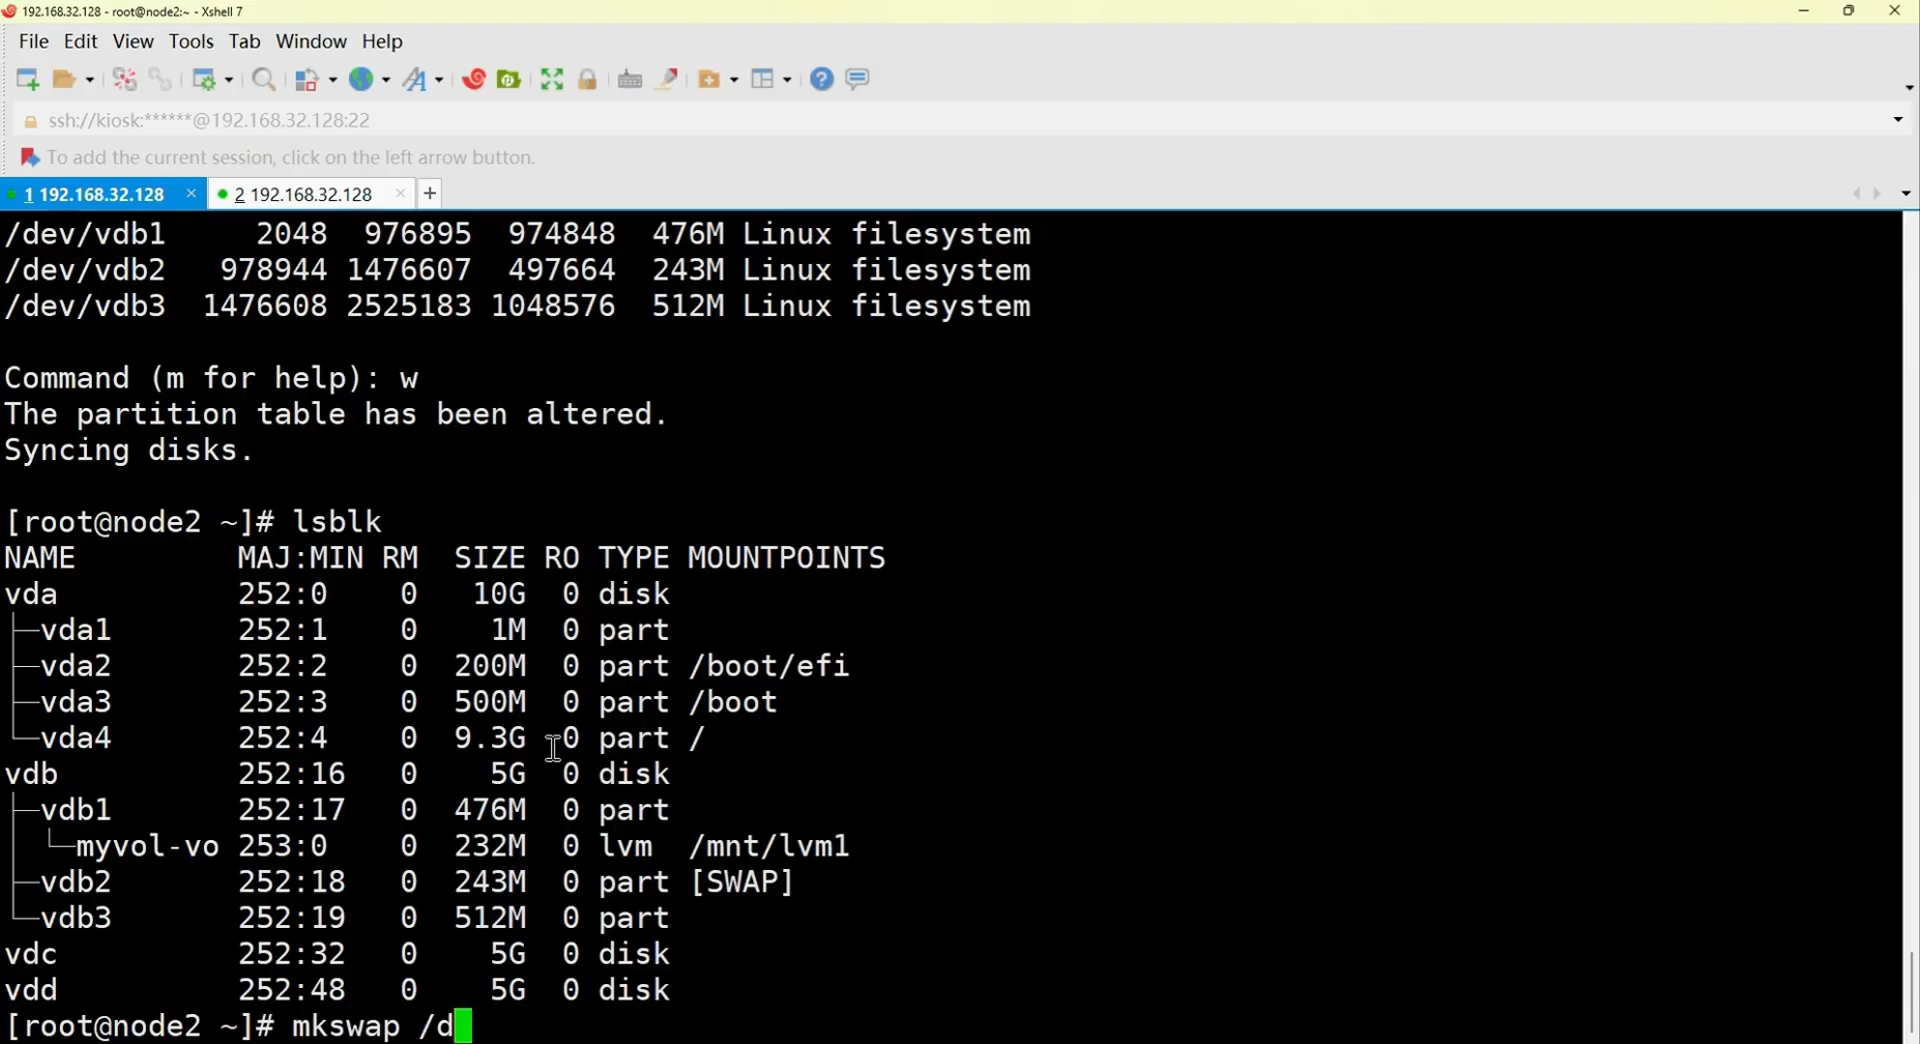 192.168.32.128 - root@node2:~ - Xshell 7
File Edit View Tools Tab Window Help
ssh://kiosk:******@192.168.32.128:22
To add the current session, click on the left arrow button.
1 192.168.32.128 × 2 192.168.32.128 × +
/dev/vdb1     2048  976895  974848  476M Linux filesystem
/dev/vdb2   978944 1476607  497664  243M Linux filesystem
/dev/vdb3  1476608 2525183 1048576  512M Linux filesystem
Command (m for help): w
The partition table has been altered.
Syncing disks.
[root@node2 ~]# lsblk
NAME         MAJ:MIN RM  SIZE RO TYPE MOUNTPOINTS
vda          252:0    0   10G  0 disk
├─vda1       252:1    0    1M  0 part
├─vda2       252:2    0  200M  0 part /boot/efi
├─vda3       252:3    0  500M  0 part /boot
└─vda4       252:4    0  9.3G  0 part /
vdb          252:16   0    5G  0 disk
├─vdb1       252:17   0  476M  0 part
│ └─myvol-vo 253:0    0  232M  0 lvm  /mnt/lvm1
├─vdb2       252:18   0  243M  0 part [SWAP]
└─vdb3       252:19   0  512M  0 part
vdc          252:32   0    5G  0 disk
vdd          252:48   0    5G  0 disk
[root@node2 ~]# mkswap /d